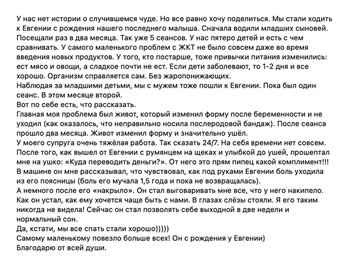 У нас нет истории о случившемся чуде. Но все равно хочу поделиться. Мы стали ходить
к Евгении с рождения нашего последнего малыша. Сначала водили младших сыновей.
Посещали раз в два месяца. Так уже 5 сеансов. У нас пятеро детей и есть с чем
сравнивать. У самого маленького проблем с ЖКТ не было совсем даже во время
введения новых продуктов. У того, кто постарше, тоже привычки питания изменились:
ест мясо и овощи, а сладкое почти не ест. Если дети заболевают, то 1-2 дня и все
хорошо. Организм справляется сам. Без жаропонижающих.
Наблюдая за младшими детьми, мы с мужем тоже пошли к Евгении. Пока был один
сеанс. В этом месяце второй.
Вот по себе есть, что рассказать.
Главная моя проблема был живот, который изменил форму после беременности и не
уходил (как оказалось, что неправильно носила послеродовой бандаж). После сеанса
прошло два месяца. Живот изменил форму и значительно ушёл.
У моего супруга очень тяжёлая работа. Так сказать 24/7. На себя времени нет совсем.
После того, как вышел от Евгении с румянцем на щеках и улыбкой до ушей, прошептал
мне на ушко: «Куда переводить деньги?». От него это прям пипец какой комплимент!!!
В машине он мне рассказывал, что чувствовал, как под руками Евгении боль уходила
из его поясницы (боль его мучала 1,5 года и пока не возвращалась).
А немного после его «накрыло». Он стал выговаривать мне все, что у него накипело.
Как он устал, как ему хочется чаще быть с нами. В глазах слёзы стояли. Я его таким
никогда не видела! Сейчас он стал позволять себе выходной в две недели и
нормальный сон.
Да, кстати, мы все спать стали хорошо)))))
Самому маленькому повезло больше всех! Он с рождения у Евгении)
Благодарю от всей души.